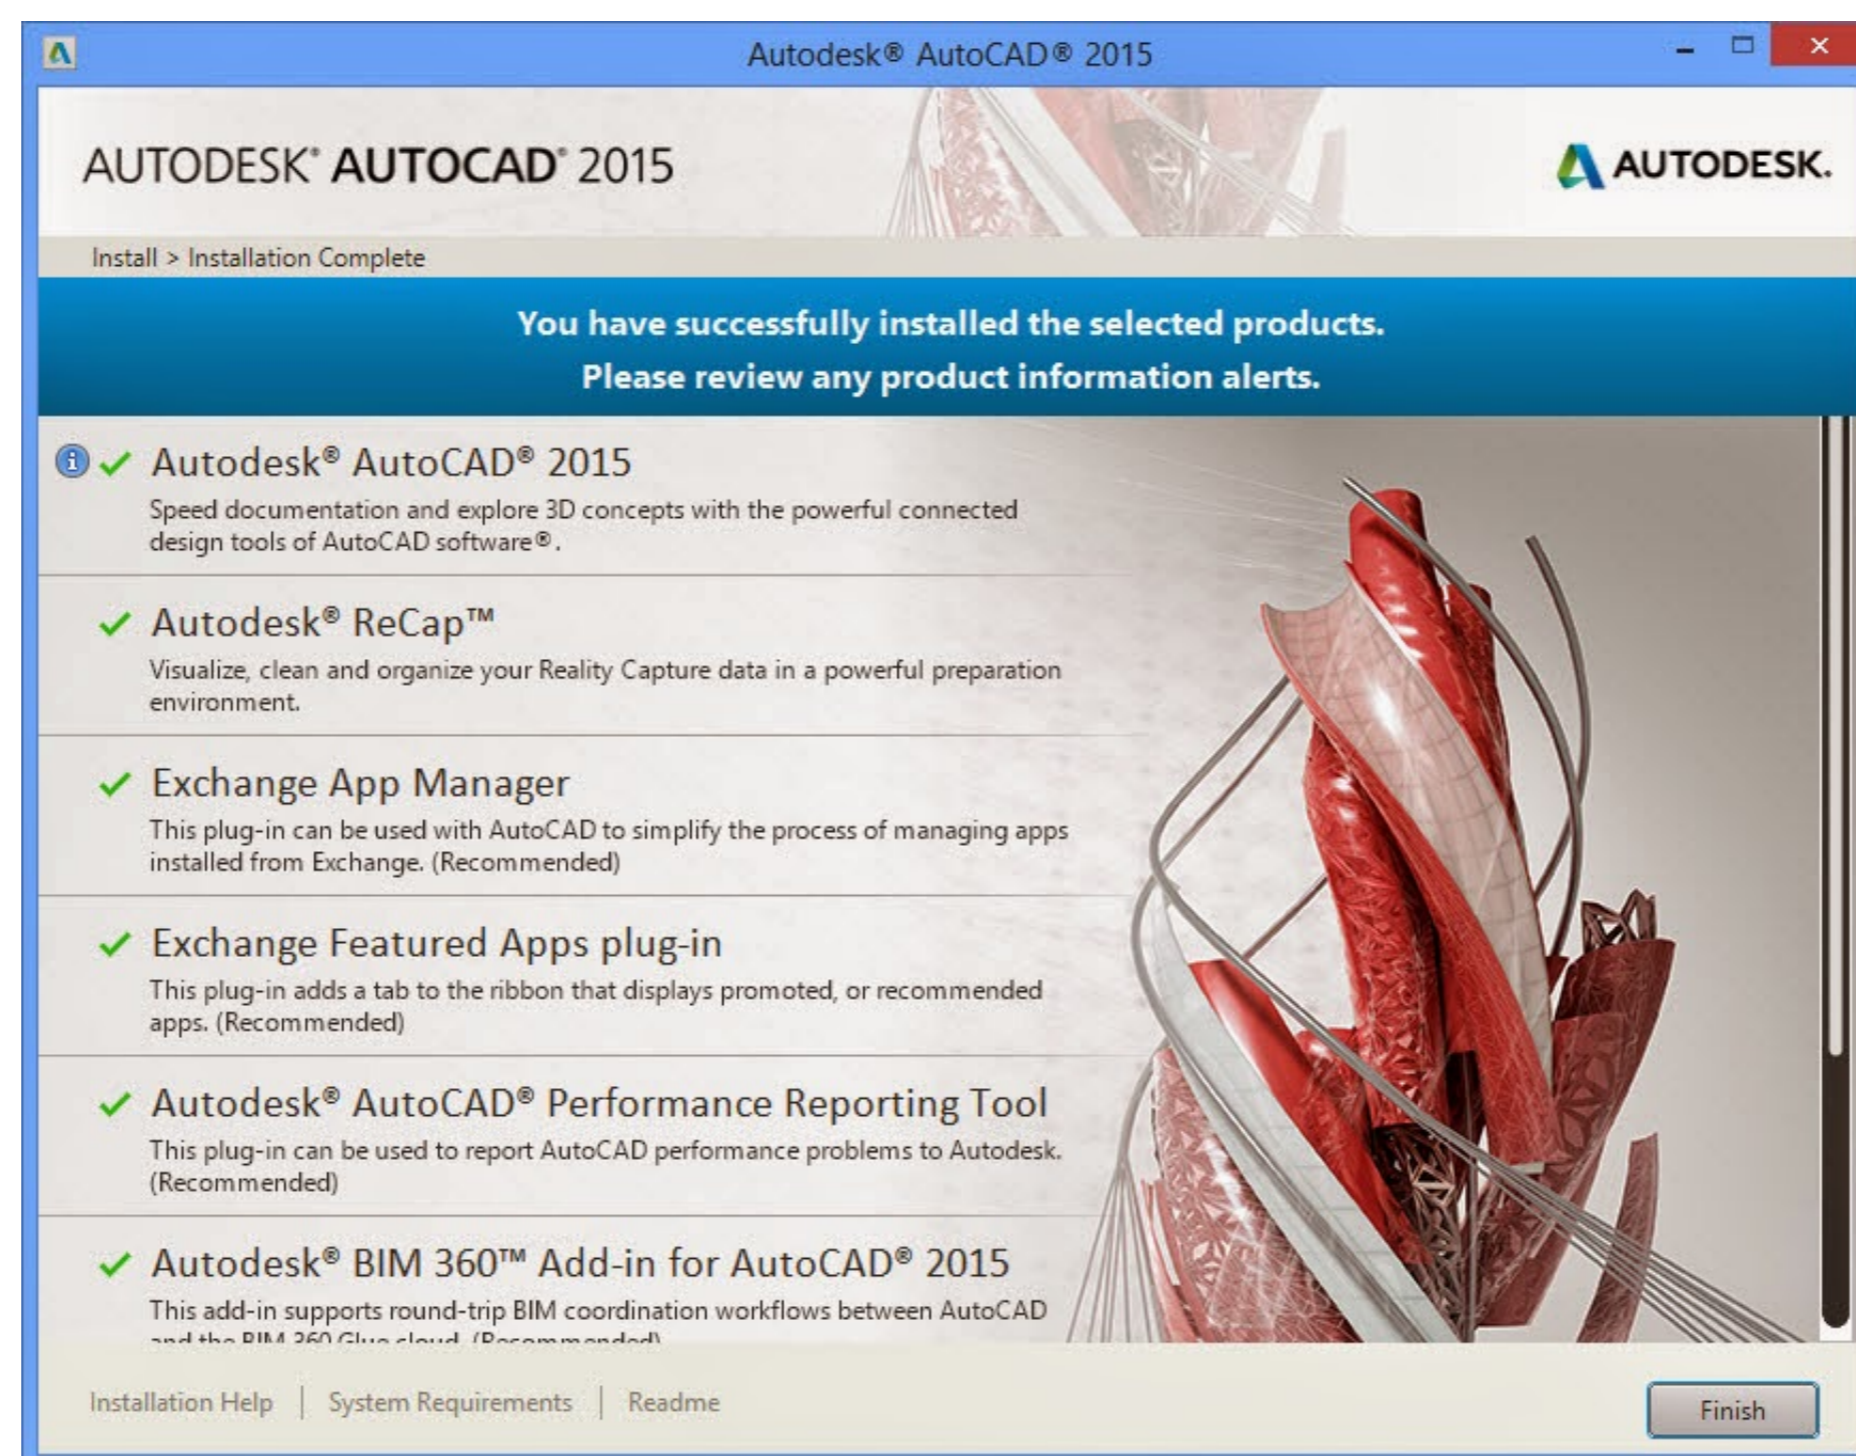 Autodesk® AutoCAD® 2015
AUTODESK® AUTOCAD® 2015
AUTODESK.
Install > Installation Complete
You have successfully installed the selected products.
Please review any product information alerts.
Autodesk® AutoCAD® 2015
Speed documentation and explore 3D concepts with the powerful connected
design tools of AutoCAD software®.
Autodesk® ReCap™
Visualize, clean and organize your Reality Capture data in a powerful preparation
environment.
Exchange App Manager
This plug-in can be used with AutoCAD to simplify the process of managing apps
installed from Exchange. (Recommended)
Exchange Featured Apps plug-in
This plug-in adds a tab to the ribbon that displays promoted, or recommended
apps. (Recommended)
Autodesk® AutoCAD® Performance Reporting Tool
This plug-in can be used to report AutoCAD performance problems to Autodesk.
(Recommended)
Autodesk® BIM 360™ Add-in for AutoCAD® 2015
This add-in supports round-trip BIM coordination workflows between AutoCAD
and the BIM 360 Glue cloud. (Recommended)
Installation Help | System Requirements | Readme
Finish